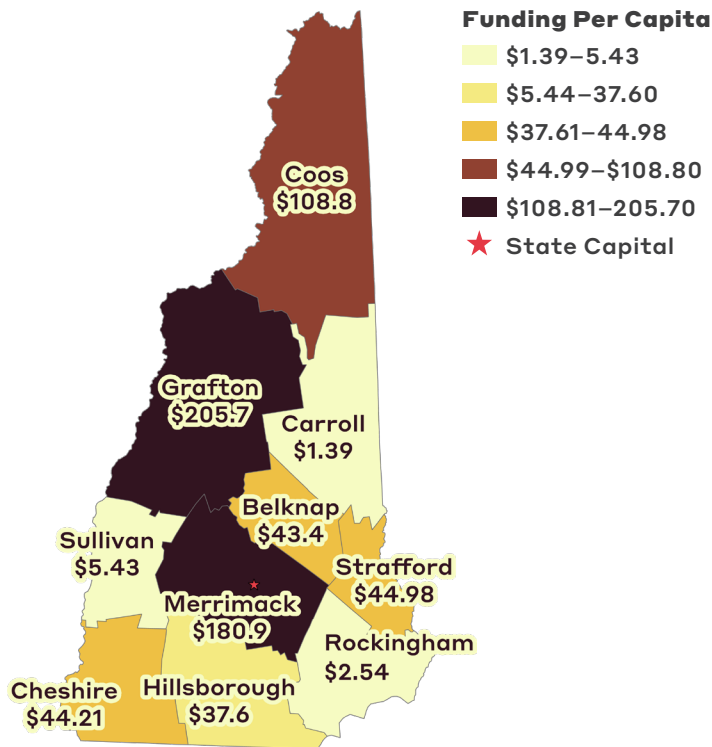 Funding Per Capita
$1.39–5.43
$5.44–37.60
$37.61–44.98
$44.99–$108.80
$108.81–205.70
State Capital
Coos
$108.8
Grafton
$205.7
Carroll
$1.39
Belknap
$43.4
Sullivan
$5.43
Strafford
$44.98
Merrimack
$180.9
Rockingham
$2.54
Cheshire
$44.21
Hillsborough
$37.6